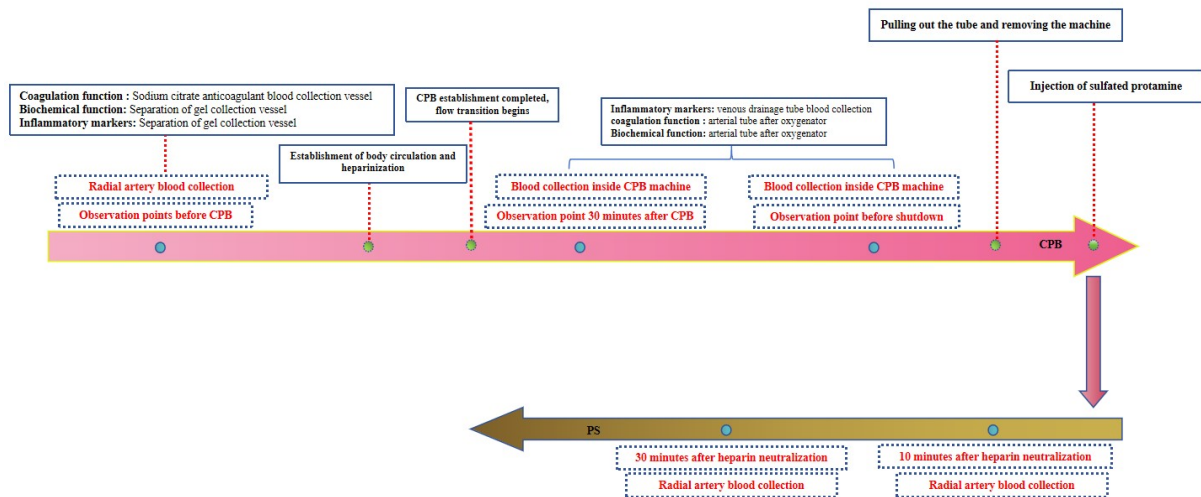 Pulling out the tube and removing the machine
Coagulation function : Sodium citrate anticoagulant blood collection vessel
Biochemical function: Separation of gel collection vessel
Inflammatory markers: Separation of gel collection vessel
CPB establishment completed,
flow transition begins
Inflammatory markers: venous drainage tube blood collection
coagulation function : arterial tube after oxygenator
Biochemical function: arterial tube after oxygenator
Injection of sulfated protamine
Establishment of body circulation and
heparinization
Radial artery blood collection
Observation points before CPB
Blood collection inside CPB machine
Observation point 30 minutes after CPB
Blood collection inside CPB machine
Observation point before shutdown
CPB
PS
30 minutes after heparin neutralization
Radial artery blood collection
10 minutes after heparin neutralization
Radial artery blood collection